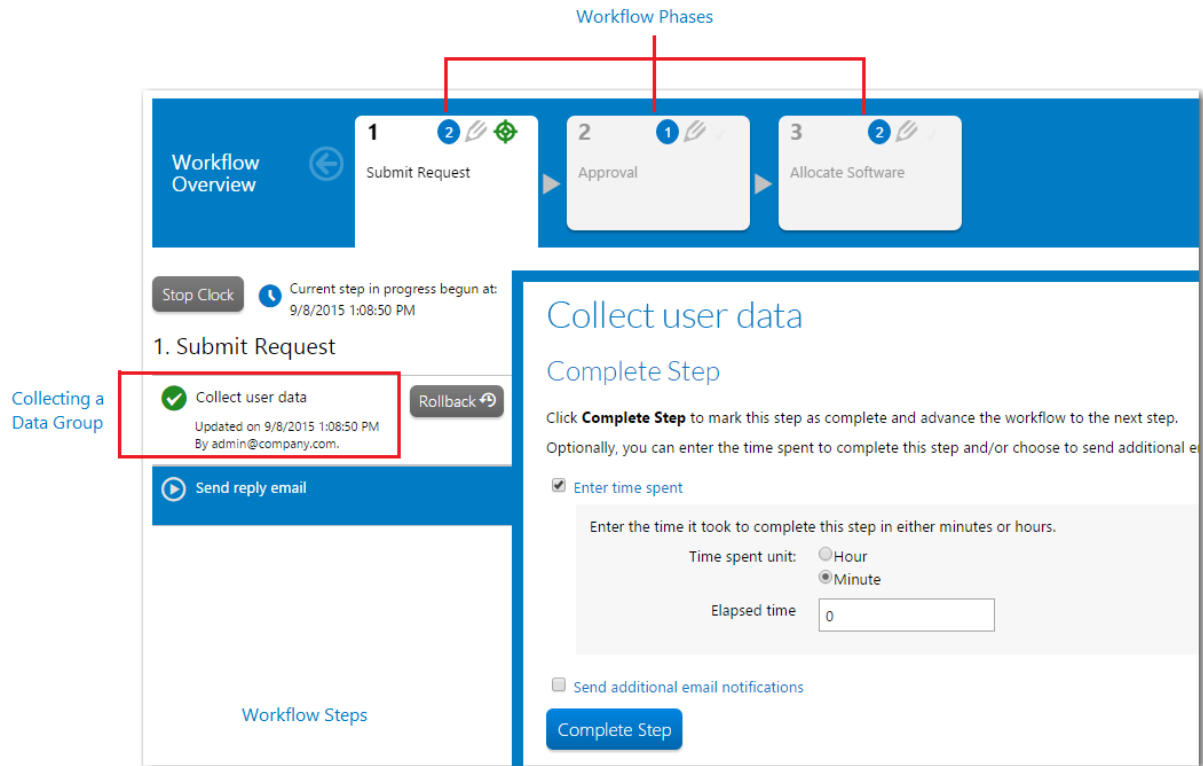 Workflow Phases
Workflow
Overview
1 2
Submit Request
2 1
Approval
3 2
Allocate Software
Stop Clock
Current step in progress begun at:
9/8/2015 1:08:50 PM
1. Submit Request
Collecting a
Data Group
Collect user data
Updated on 9/8/2015 1:08:50 PM
By admin@company.com.
Rollback
Send reply email
Workflow Steps
Collect user data
Complete Step
Click Complete Step to mark this step as complete and advance the workflow to the next step.
Optionally, you can enter the time spent to complete this step and/or choose to send additional e
Enter time spent
Enter the time it took to complete this step in either minutes or hours.
Time spent unit: Hour
Minute
Elapsed time 0
Send additional email notifications
Complete Step